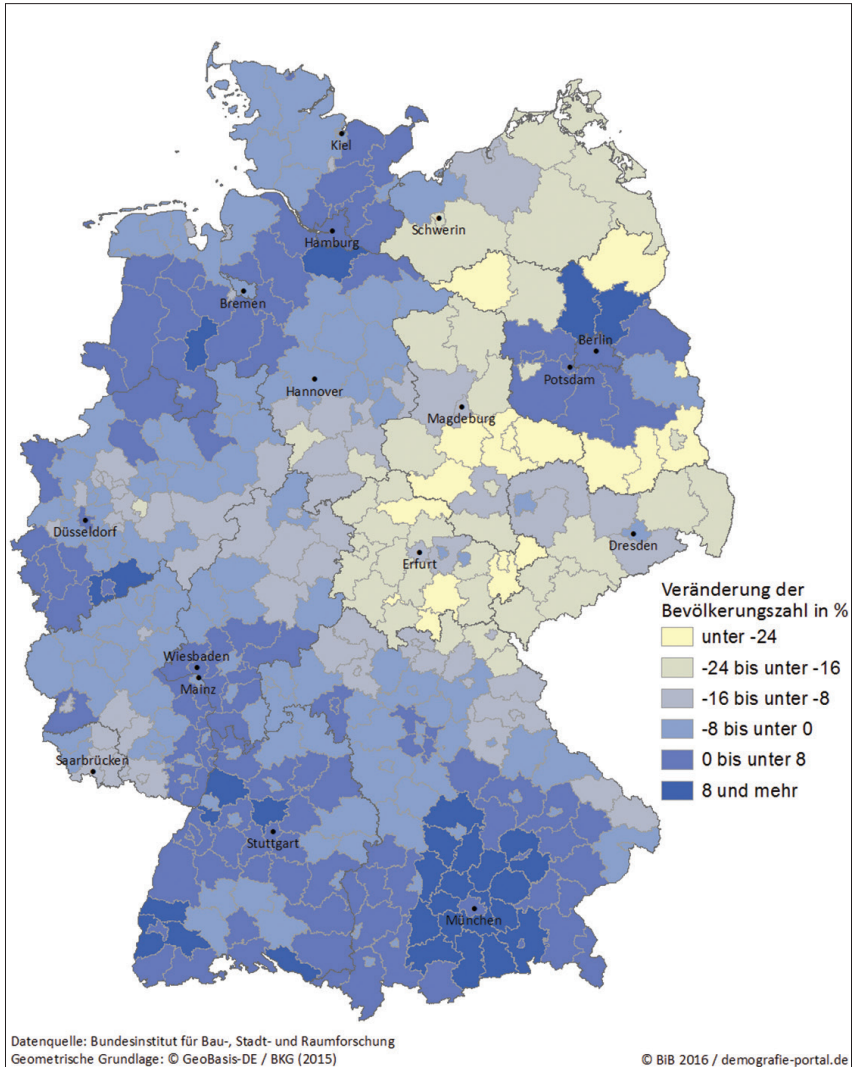 Kiel
Schwerin
Hamburg
Bremen
Berlin
Potsdam
Hannover
Magdeburg
Düsseldorf
Erfurt
Dresden
Veränderung der
Bevölkerungszahl in %
unter -24
-24 bis unter -16
-16 bis unter -8
-8 bis unter 0
0 bis unter 8
8 und mehr
Wiesbaden
Mainz
Saarbrücken
Stuttgart
München
Datenquelle: Bundesinstitut für Bau-, Stadt- und Raumforschung
Geometrische Grundlage: © GeoBasis-DE / BKG (2015)
© BiB 2016 / demografie-portal.de